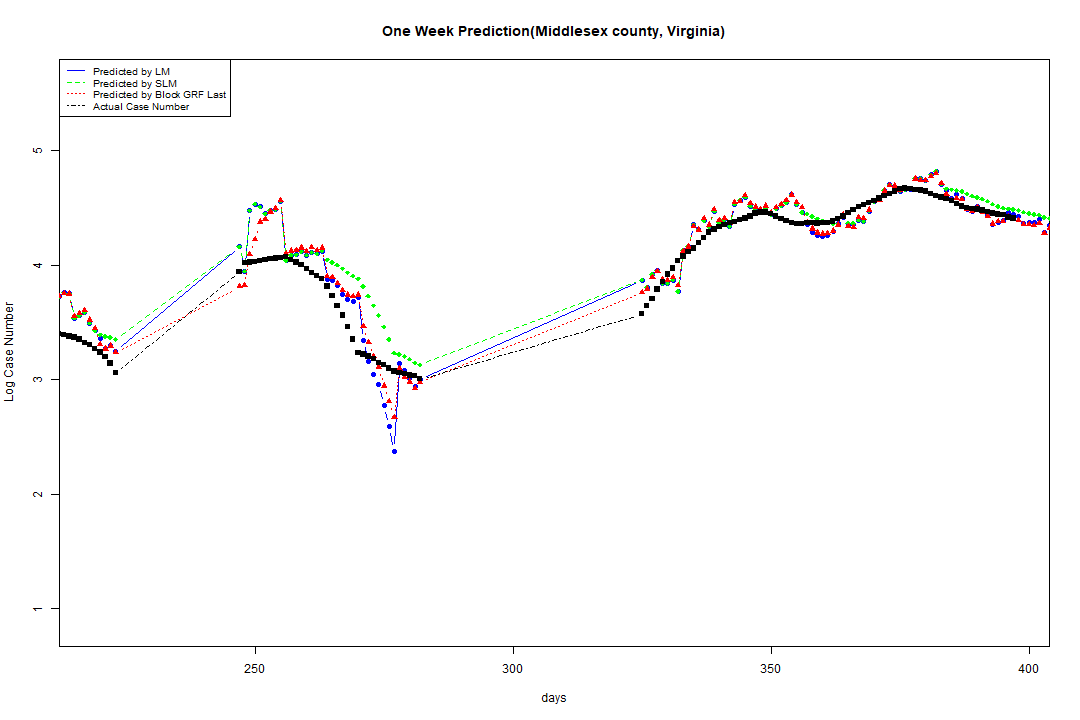 One Week Prediction(Middlesex county, Virginia)
Predicted by LM
Predicted by SLM
Predicted by Block GRF Last
Actual Case Number
5
4
3
2
1
Log Case Number
250 300 350 400
days